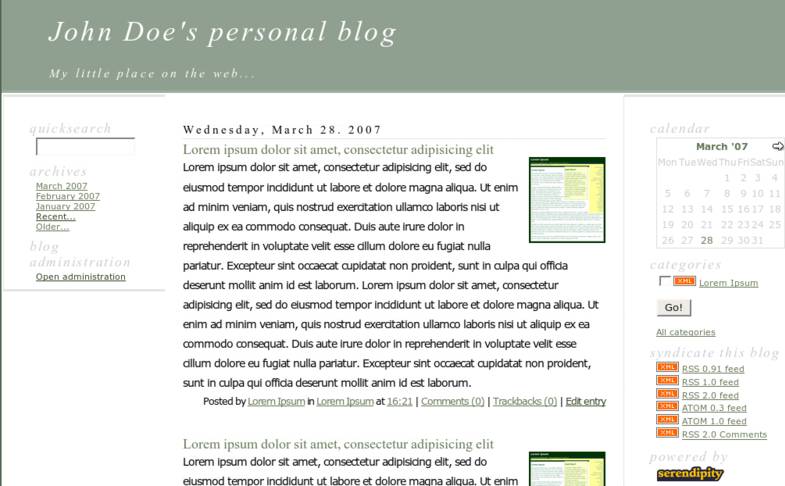 John Doe's personal blog
My little place on the web...
quicksearch
archives
March 2007
February 2007
January 2007
Recent...
Older...
blog
administration
Open administration
Wednesday, March 28. 2007
Lorem ipsum dolor sit amet, consectetur adipisicing elit
Lorem ipsum dolor sit amet, consectetur adipisicing elit, sed do
eiusmod tempor incididunt ut labore et dolore magna aliqua. Ut enim
ad minim veniam, quis nostrud exercitation ullamco laboris nisi ut
aliquip ex ea commodo consequat. Duis aute irure dolor in
reprehenderit in voluptate velit esse cillum dolore eu fugiat nulla
pariatur. Excepteur sint occaecat cupidatat non proident, sunt in culpa qui officia
deserunt mollit anim id est laborum. Lorem ipsum dolor sit amet, consectetur
adipisicing elit, sed do eiusmod tempor incididunt ut labore et dolore magna aliqua. Ut
enim ad minim veniam, quis nostrud exercitation ullamco laboris nisi ut aliquip ex ea
commodo consequat. Duis aute irure dolor in reprehenderit in voluptate velit esse
cillum dolore eu fugiat nulla pariatur. Excepteur sint occaecat cupidatat non proident,
sunt in culpa qui officia deserunt mollit anim id est laborum.
Posted by Lorem Ipsum in Lorem Ipsum at 16:21 | Comments (0) | Trackbacks (0) | Edit entry
Lorem ipsum dolor sit amet, consectetur adipisicing elit
Lorem ipsum dolor sit amet, consectetur adipisicing elit, sed do
eiusmod tempor incididunt ut labore et dolore magna aliqua. Ut enim
calendar
March '07
Mon Tue Wed Thu Fri Sat Sun
1 2 3 4
5 6 7 8 9 10 11
12 13 14 15 16 17 18
19 20 21 22 23 24 25
26 27 28 29 30 31
categories
XML Lorem Ipsum
Go!
All categories
syndicate this blog
XML RSS 0.91 feed
XML RSS 1.0 feed
XML RSS 2.0 feed
XML ATOM 0.3 feed
XML ATOM 1.0 feed
XML RSS 2.0 Comments
powered by
serendipity